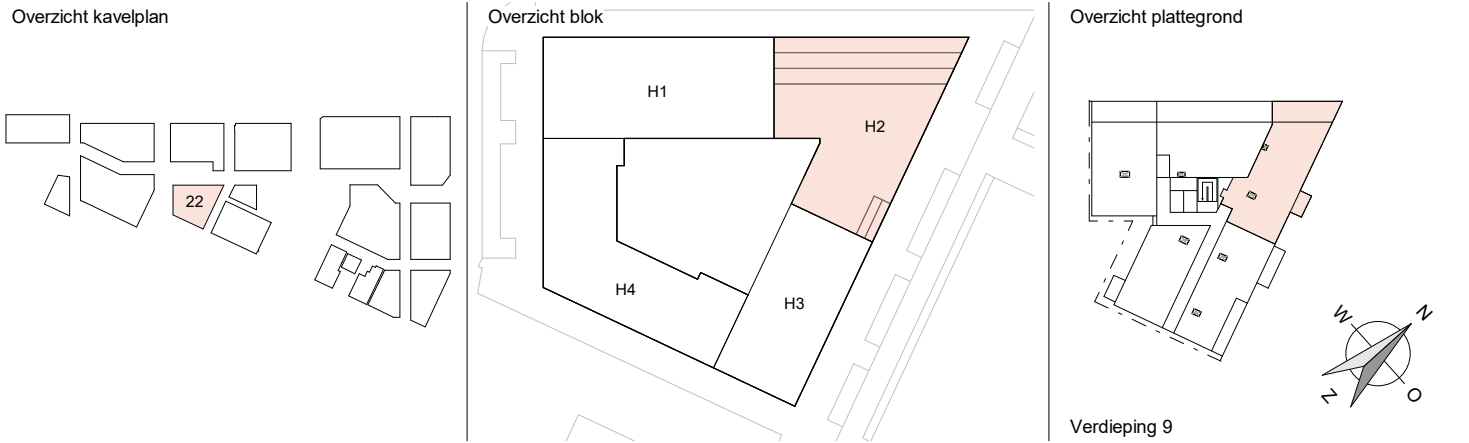 Overzicht kavelplan
22
Overzicht blok
H1
H2
H4
H3
Overzicht plattegrond
W
N
Z
O
Verdieping 9